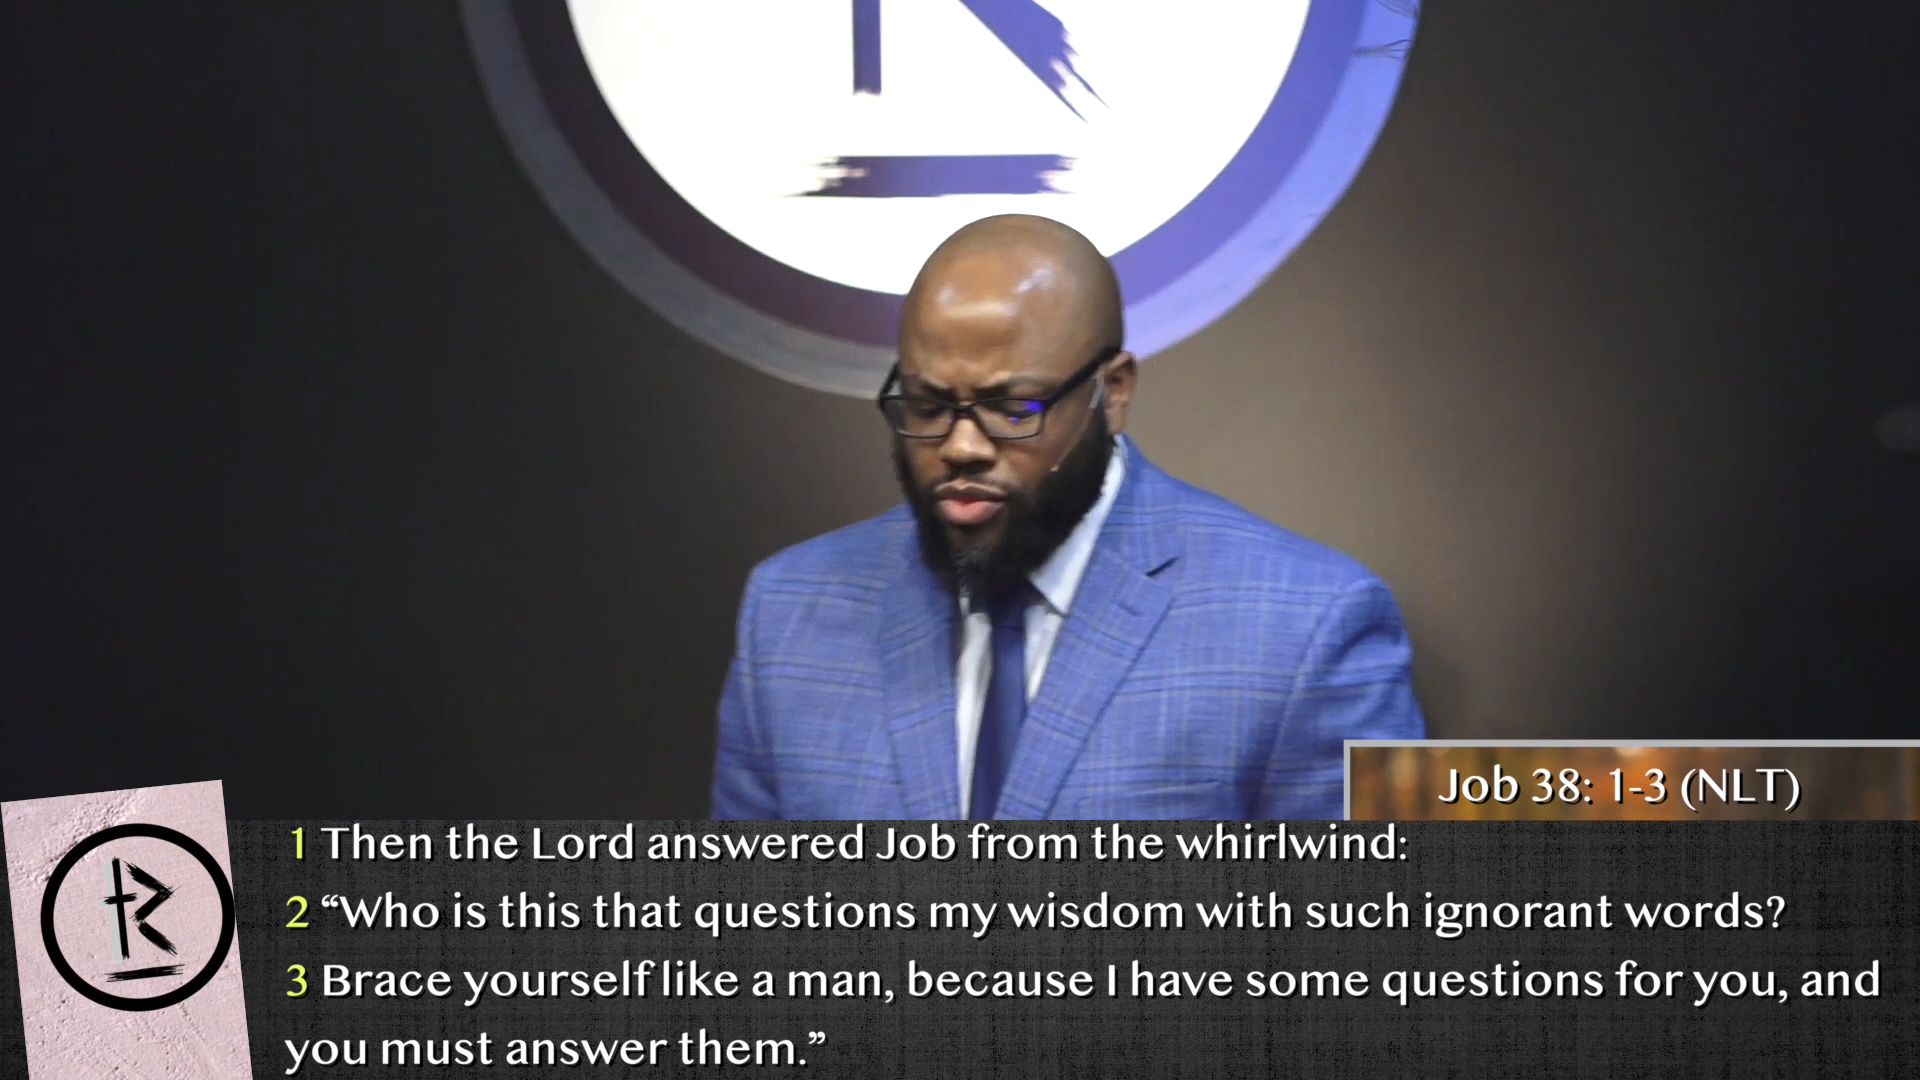 R
Job 38: 1-3 (NLT)
1 Then the Lord answered Job from the whirlwind:
2 “Who is this that questions my wisdom with such ignorant words?
R
3 Brace yourself like a man, because I have some questions for you, and
you must answer them.”